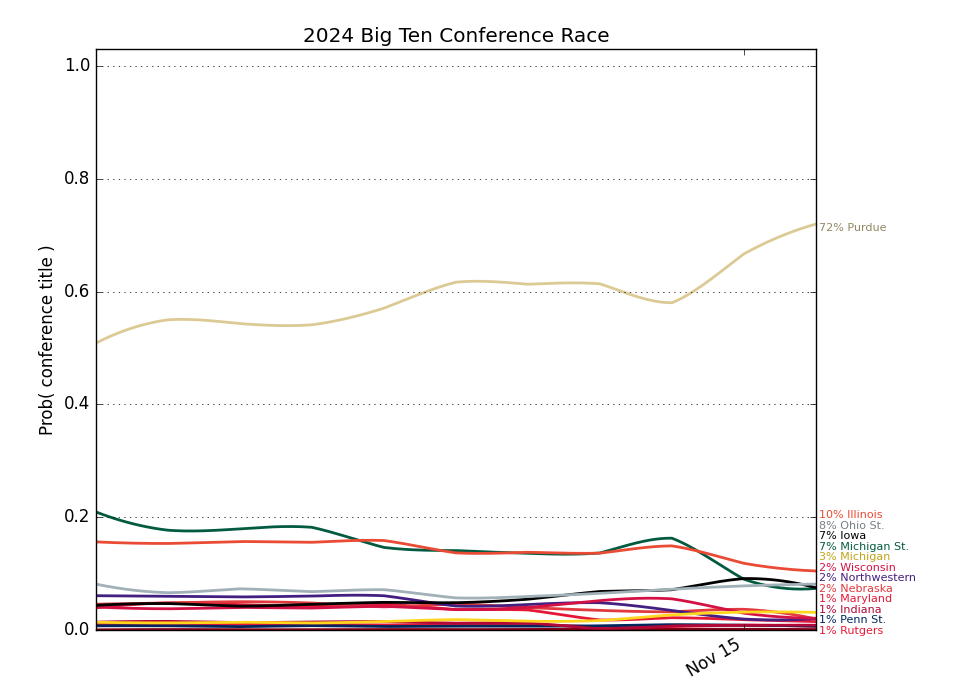 2024 Big Ten Conference Race
1.0
0.8
0.6
0.4
0.2
0.0
Prob( conference title )
Nov 15
72% Purdue
10% Illinois
8% Ohio St.
7% Iowa
7% Michigan St.
3% Michigan
2% Wisconsin
2% Northwestern
2% Nebraska
1% Maryland
1% Indiana
1% Penn St.
1% Rutgers